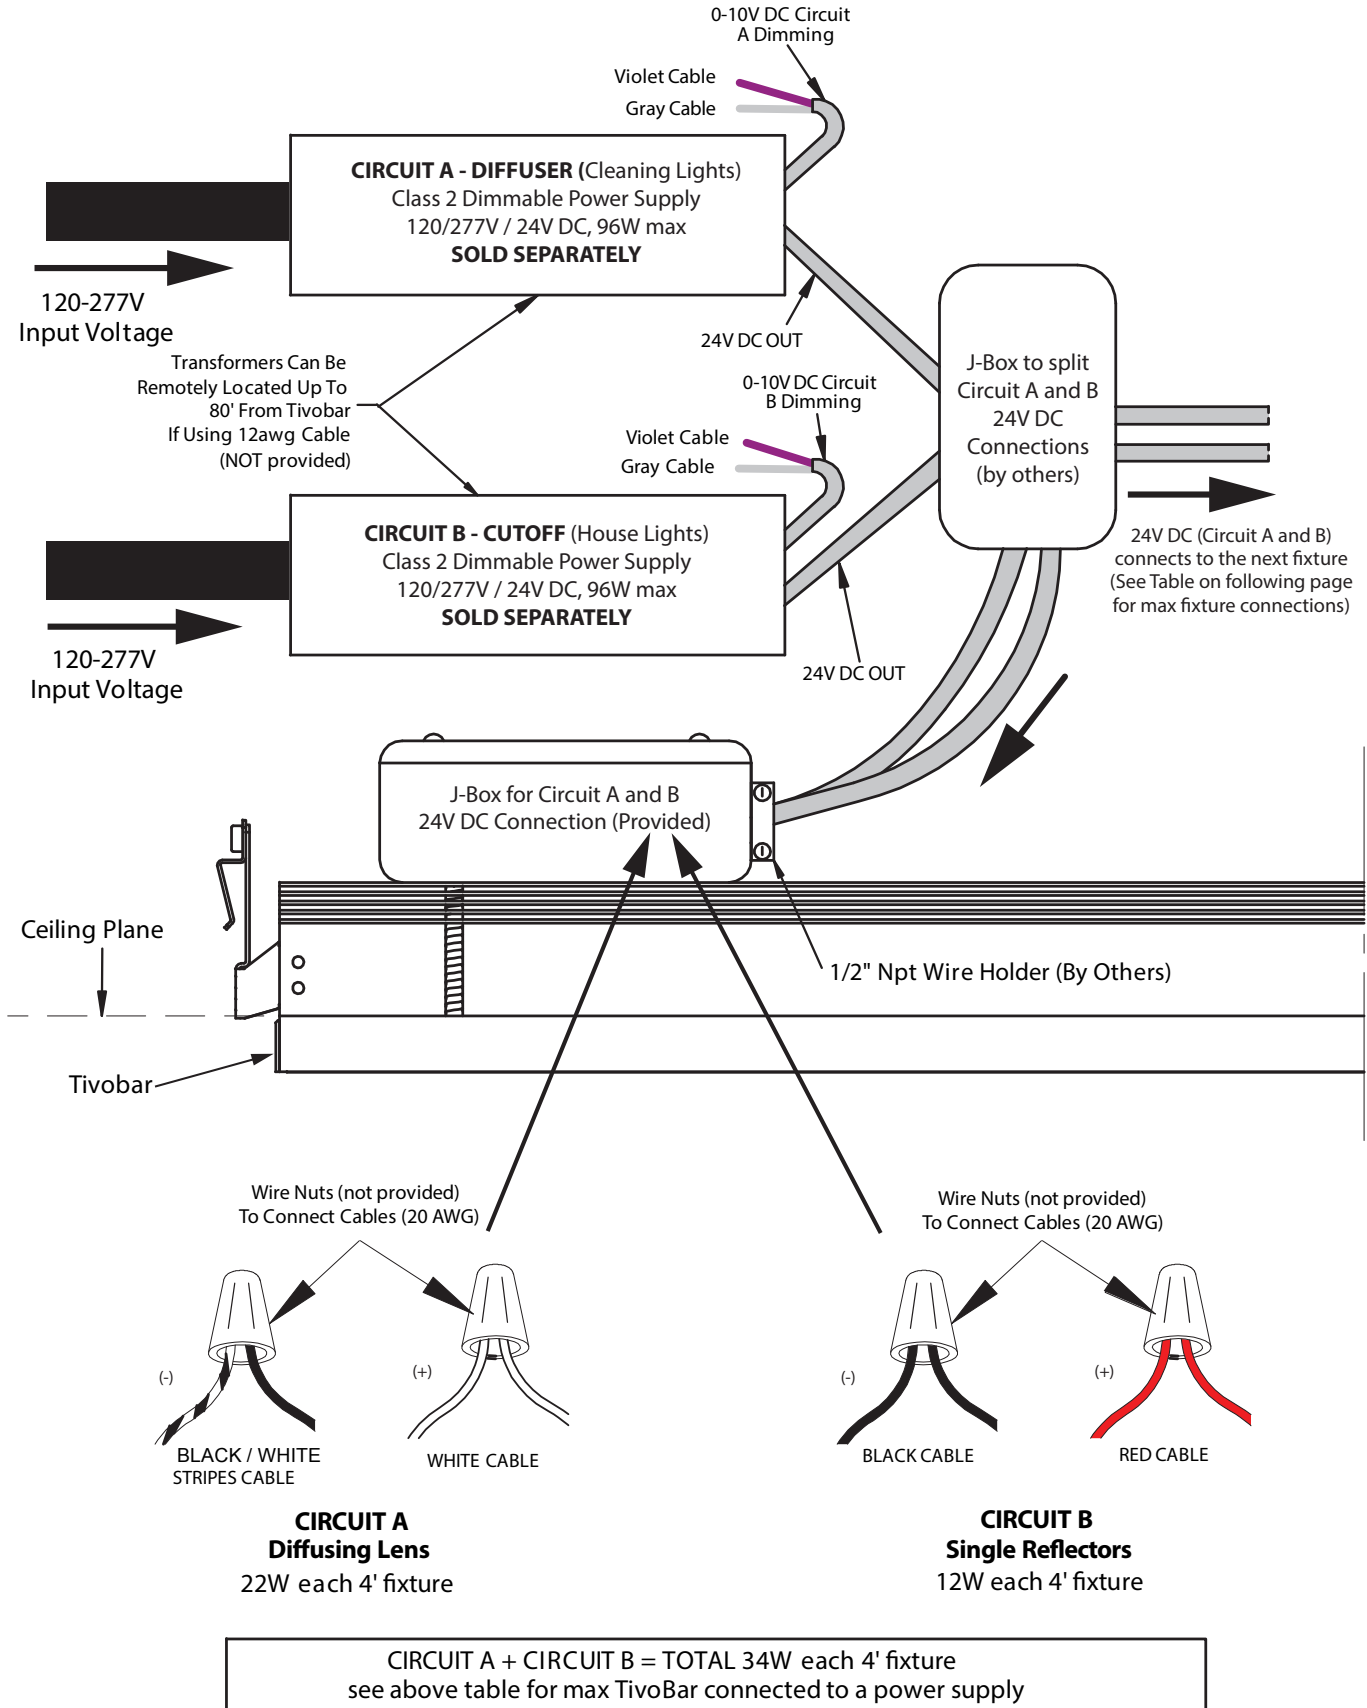 0-10V DC Circuit
A Dimming
Violet Cable
Gray Cable
CIRCUIT A - DIFFUSER (Cleaning Lights)
Class 2 Dimmable Power Supply
120/277V / 24V DC, 96W max
SOLD SEPARATELY
120-277V
Input Voltage
24V DC OUT
Transformers Can Be
Remotely Located Up To
80' From Tivobar
If Using 12awg Cable
(NOT provided)
J-Box to split
Circuit A and B
24V DC
Connections
(by others)
0-10V DC Circuit
B Dimming
Violet Cable
Gray Cable
CIRCUIT B - CUTOFF (House Lights)
Class 2 Dimmable Power Supply
120/277V / 24V DC, 96W max
SOLD SEPARATELY
24V DC (Circuit A and B)
connects to the next fixture
(See Table on following page
for max fixture connections)
120-277V
Input Voltage
24V DC OUT
J-Box for Circuit A and B
24V DC Connection (Provided)
Ceiling Plane
1/2" Npt Wire Holder (By Others)
Tivobar
Wire Nuts (not provided)
To Connect Cables (20 AWG)
(-)
(+)
BLACK / WHITE
STRIPES CABLE
WHITE CABLE
CIRCUIT A
Diffusing Lens
22W each 4' fixture
Wire Nuts (not provided)
To Connect Cables (20 AWG)
(-)
(+)
BLACK CABLE
RED CABLE
CIRCUIT B
Single Reflectors
12W each 4' fixture
CIRCUIT A + CIRCUIT B = TOTAL 34W each 4' fixture
see above table for max TivoBar connected to a power supply